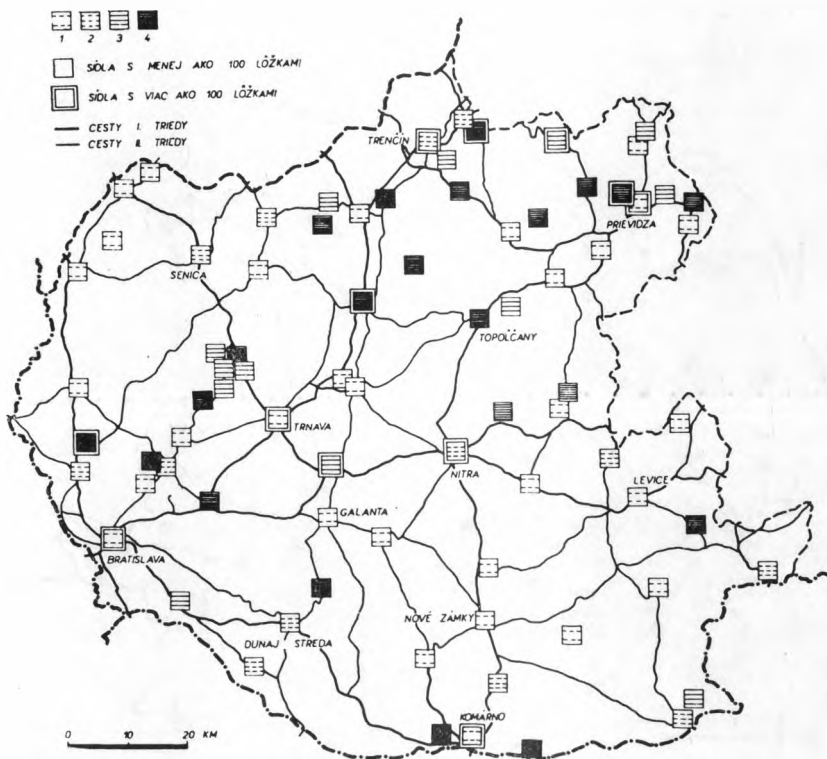 1 2 3 4
SÍDLA S MENEJ AKO 100 LÔŽKAMI
SÍDLA S VIAC AKO 100 LÔŽKAMI
CESTY I. TRIEDY
CESTY II. TRIEDY
TRENČÍN
PRIEVIDZA
SENICA
TOPOĽČANY
TRNAVA
NITRA
LEVICE
GALANTA
BRATISLAVA
NOVÉ ZÁMKY
DUNAJ STREDA
KOMARNO
0 10 20 KM